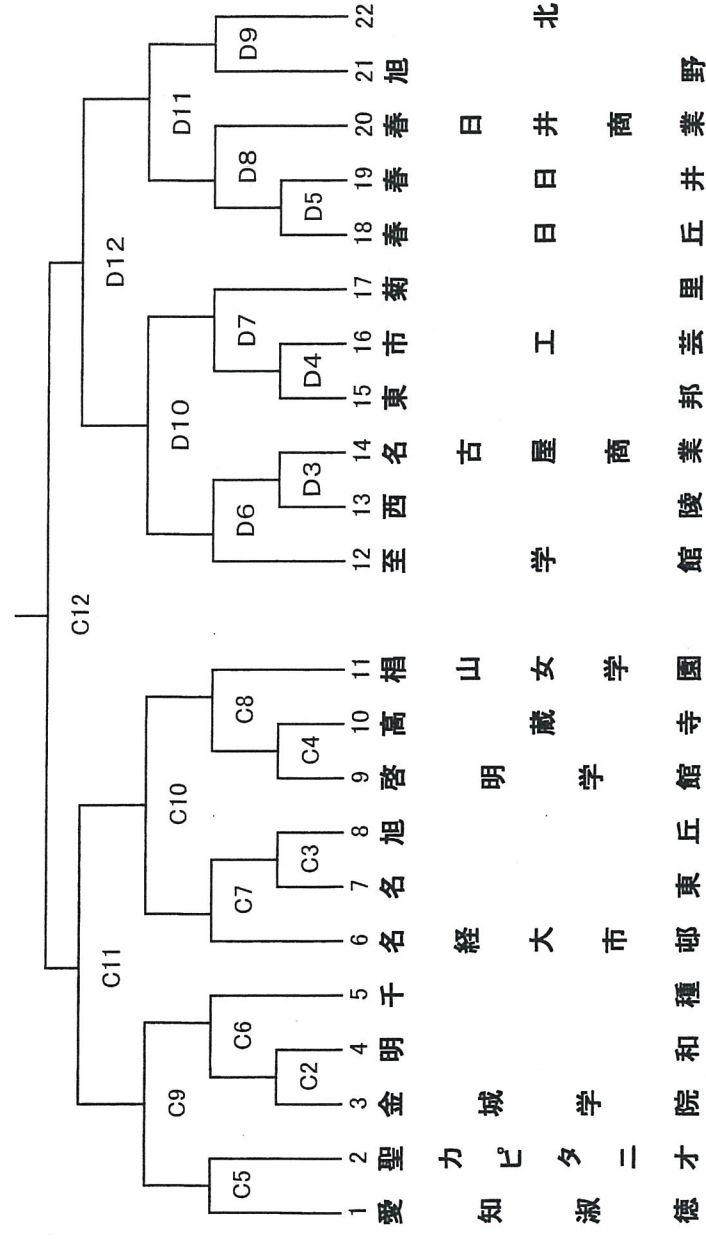 22 北
21 旭野
20 春日井商業
19 春日井
18 春日丘
17 菊里
16 市工芸
15 東邦
14 名古屋商業
13 西陵
12 至学館
11 椙山女学園
10 高蔵寺
9 啓明学館
8 旭丘
7 名東
6 名経大市邨
5 千種
4 明和
3 金城学院
2 聖カピタニオ
1 愛知淑徳
D9
D11
D8
D5
D12
D7
D4
D10
D3
D6
C12
C8
C4
C10
C3
C7
C11
C6
C2
C9
C5